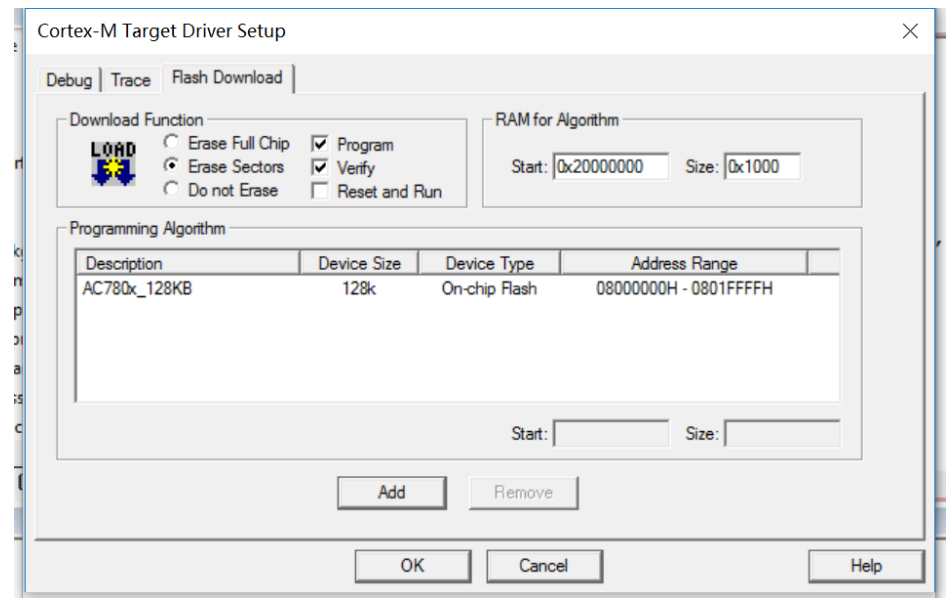 Cortex-M Target Driver Setup
Debug Trace Flash Download
Download Function
LOAD
Erase Full Chip
Erase Sectors
Do not Erase
Program
Verify
Reset and Run
RAM for Algorithm
Start: 0x20000000 Size: 0x1000
Programming Algorithm
Description Device Size Device Type Address Range
AC780x_128KB 128k On-chip Flash 08000000H - 0801FFFFH
Start: Size:
Add Remove
OK Cancel Help